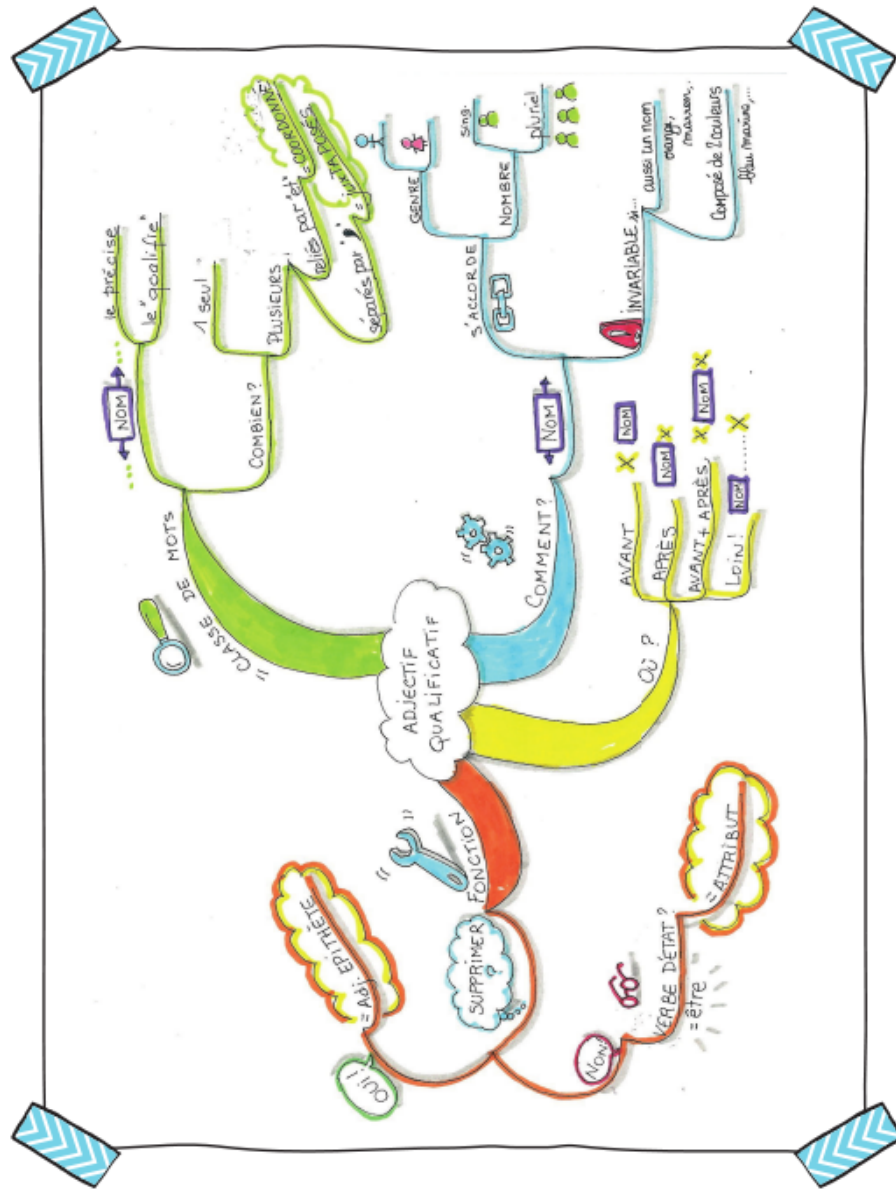 ADJECTIF
QUALIFICATIF
CLASSE DE MOTS
NOM
le précise
le "qualifie"
COMBIEN ?
1 seul
PLUSIEURS
reliés par "et" = COORDONNÉ
séparés par "," = JUXTAPOSÉS
COMMENT ?
NOM
S'ACCORDE
GENRE
NOMBRE
sing.
pluriel
INVARIABLE si...
aussi un nom
orange,
marron,..
Composé de 2 couleurs
bleu marine,...
OÙ ?
AVANT
X NOM
APRÈS
NOM X
AVANT + APRÈS
X NOM X
LOIN !
NOM ........ X
FONCTION
SUPPRIMER
?
OUI !
= Adj. EPITHÈTE
NON
VERBE D'ÉTAT ?
= être
= ATTRIBUT